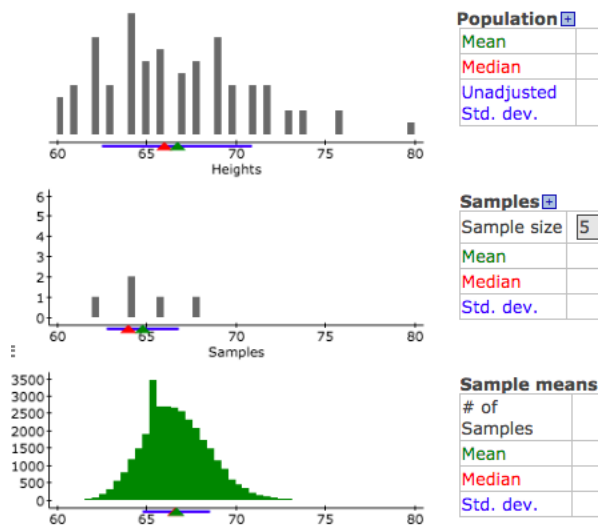 Population
Mean
Median
Unadjusted
Std. dev.
60 65 70 75 80
Heights
6
5
4
3
2
1
0
60 65 70 75 80
Samples
Samples
Sample size 5
Mean
Median
Std. dev.
3500
3000
2500
2000
1500
1000
500
0
60 65 70 75 80
Sample means
# of
Samples
Mean
Median
Std. dev.